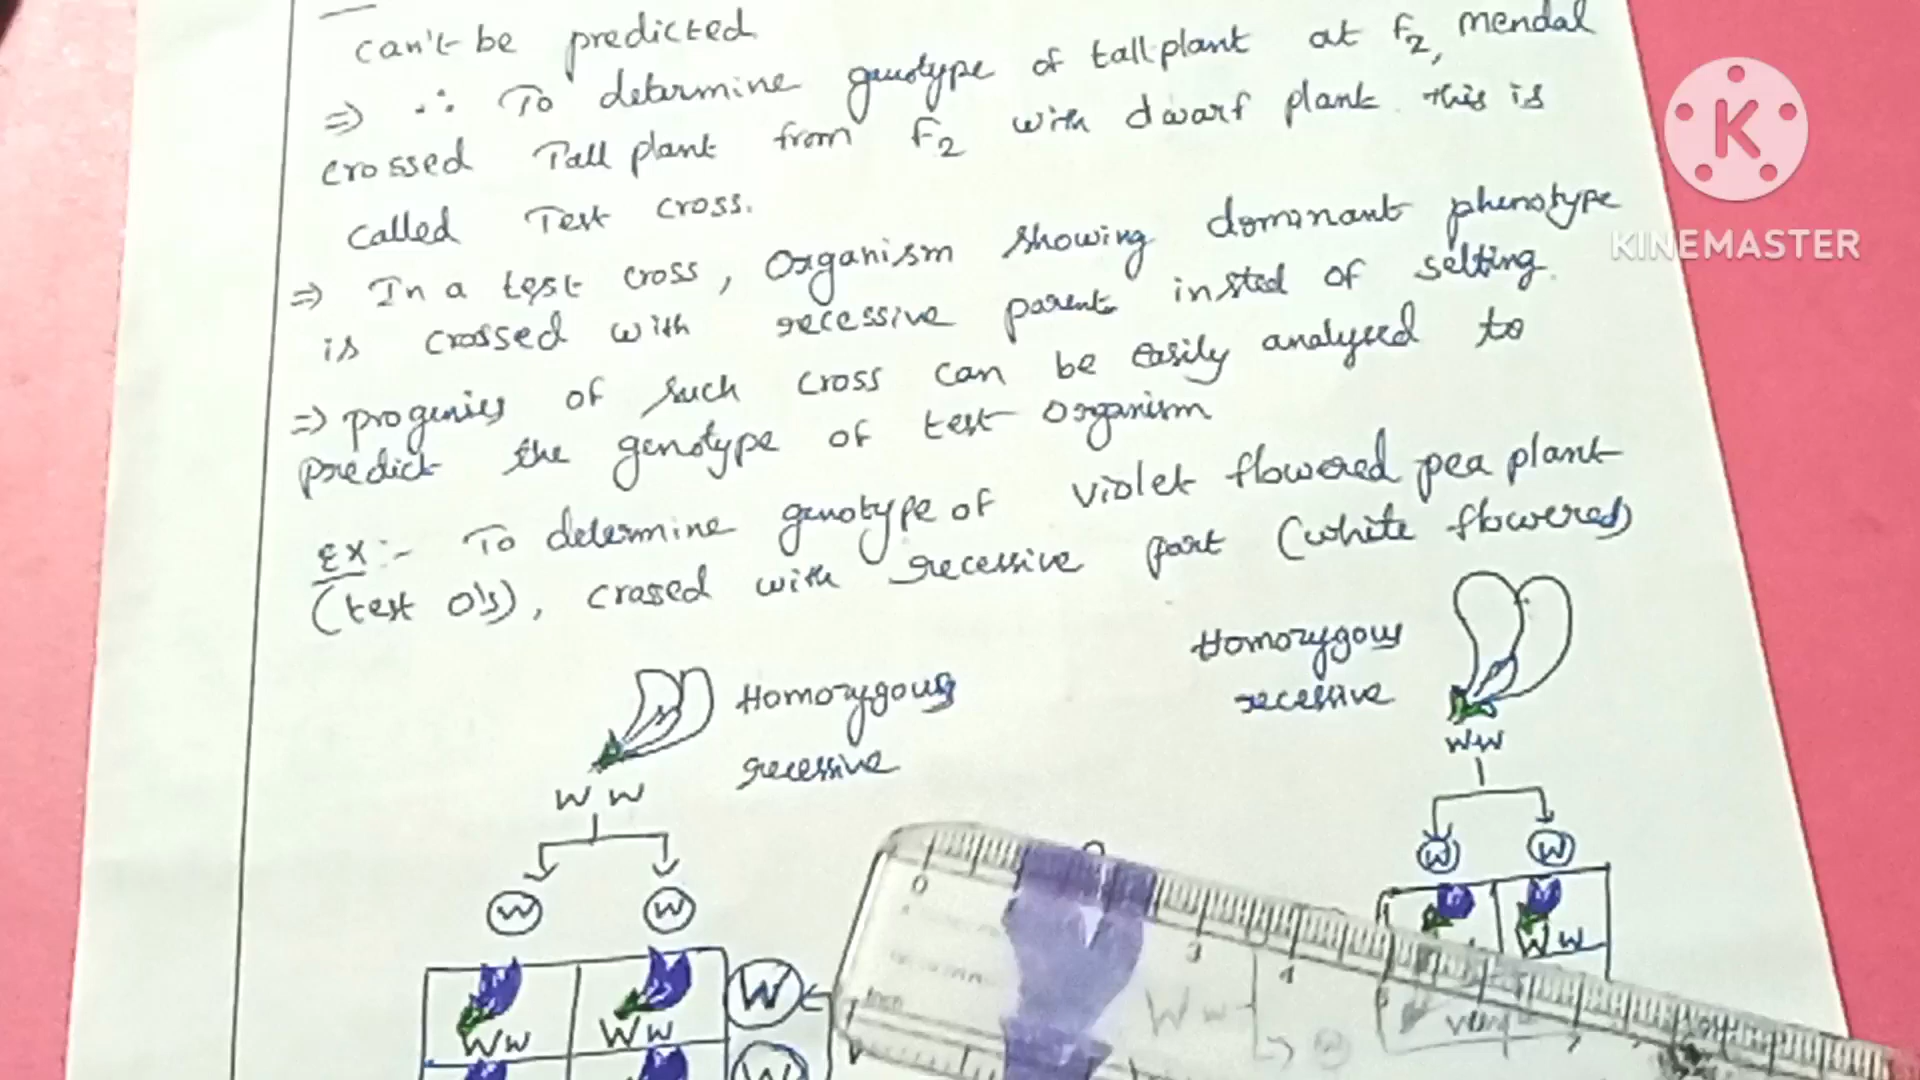 can't be predicted
⇒ ∴ To determine genotype of tall plant at F2, mendal
crossed Tall plant from F2 with dwarf plant. this is
called Test cross.
⇒ In a test cross, Organism showing dominant phenotype
is crossed with recessive parent insted of selfing.
⇒ progenies of such cross can be easily analyzed to
predict the genotype of test Organism
Ex:- To determine genotype of violet flowered pea plant
(test O's), crased with recessive part (white flowered)
K
KINEMASTER
Homozygous
recessive
w w
w w
Ww Ww
W
W
Homozygous
recessive
ww
w w
Ww
0
3
4
Ww
w